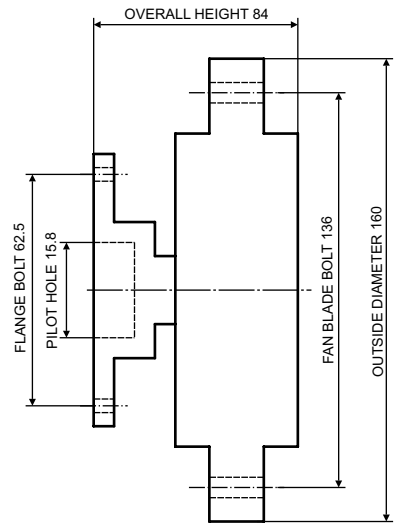 OVERALL HEIGHT 84
FLANGE BOLT 62.5
PILOT HOLE 15.8
FAN BLADE BOLT 136
OUTSIDE DIAMETER 160